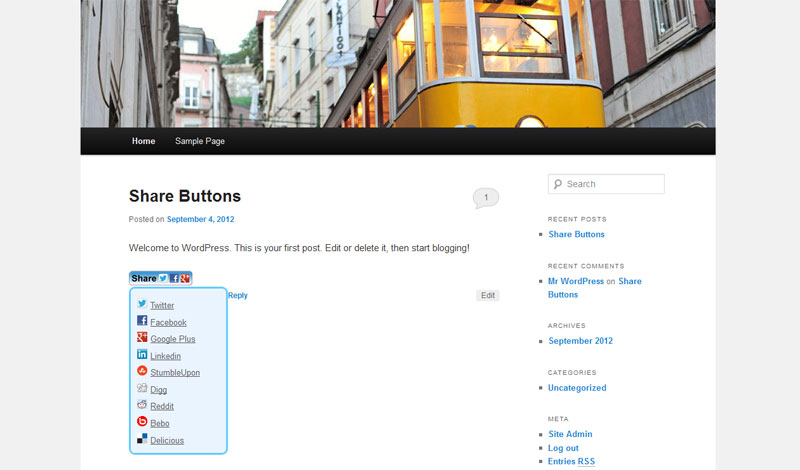 ATLANTICO
Home Sample Page
Share Buttons
1
Posted on September 4, 2012
Welcome to WordPress. This is your first post. Edit or delete it, then start blogging!
Share
Reply
Edit
Twitter
Facebook
Google Plus
Linkedin
StumbleUpon
Digg
Reddit
Bebo
Delicious
Search
RECENT POSTS
Share Buttons
RECENT COMMENTS
Mr WordPress on Share
Buttons
ARCHIVES
September 2012
CATEGORIES
Uncategorized
META
Site Admin
Log out
Entries RSS